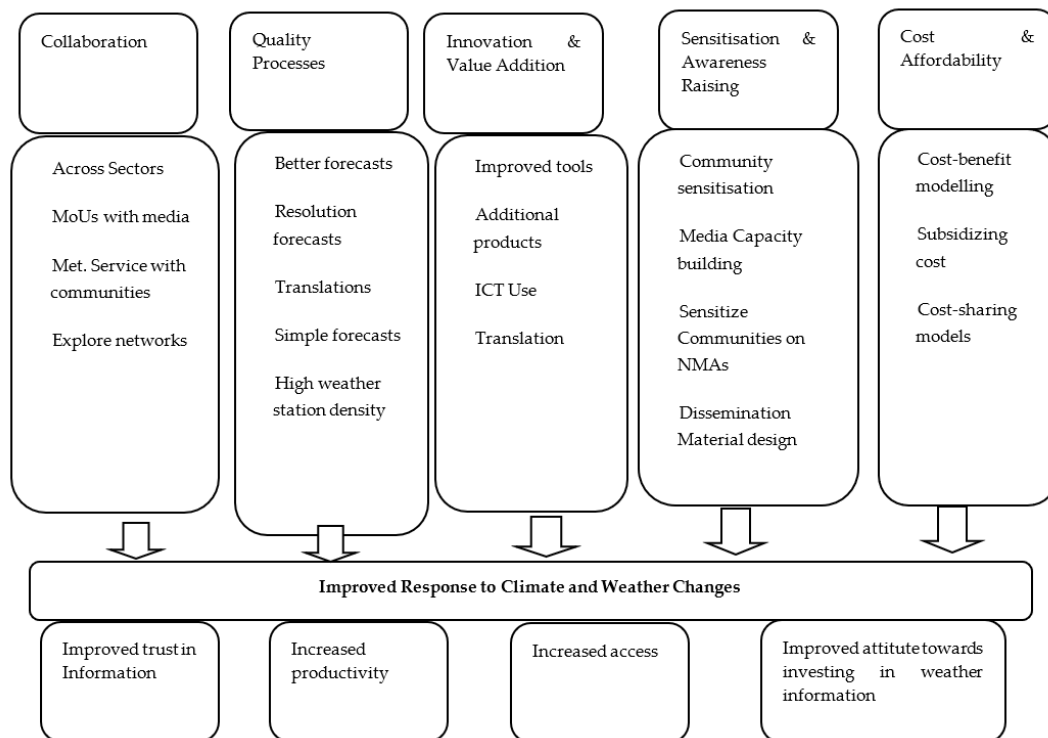 Collaboration
Quality
Processes
Innovation &
Value Addition
Sensitisation &
Awareness
Raising
Cost &
Affordability
Across Sectors
MoUs with media
Met. Service with
communities
Explore networks
Better forecasts
Resolution
forecasts
Translations
Simple forecasts
High weather
station density
Improved tools
Additional
products
ICT Use
Translation
Community
sensitisation
Media Capacity
building
Sensitize
Communities on
NMAs
Dissemination
Material design
Cost-benefit
modelling
Subsidizing
cost
Cost-sharing
models
Improved Response to Climate and Weather Changes
Improved trust in
Information
Increased
productivity
Increased access
Improved attitute towards
investing in weather
information